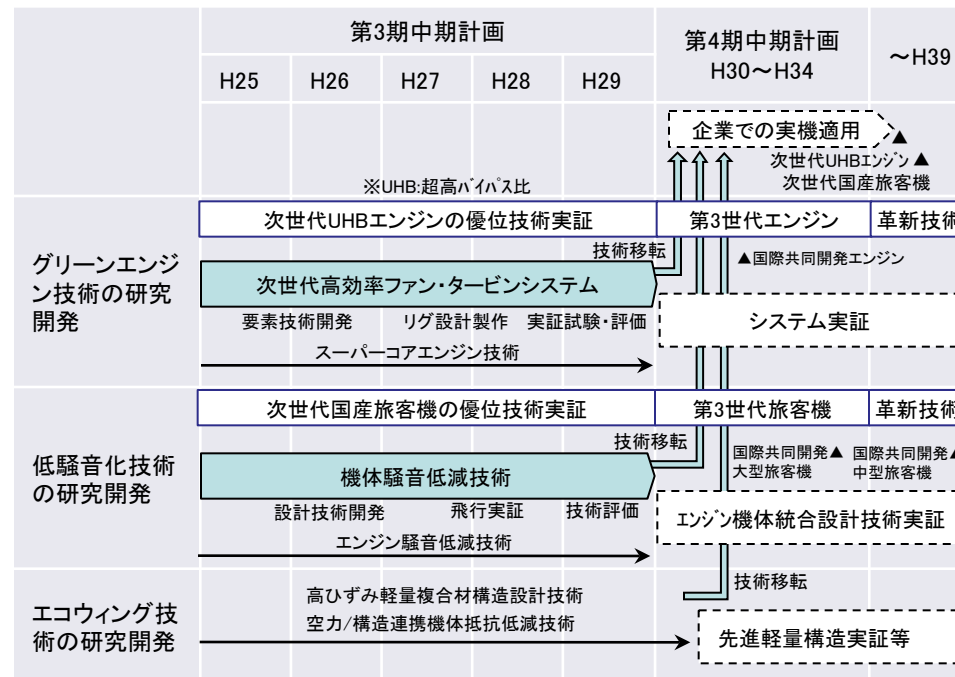 第3期中期計画
第4期中期計画
H30～H34
～H39
H25
H26
H27
H28
H29
企業での実機適用
次世代UHBエンジン▲
次世代国産旅客機
▲
※UHB:超高バイパス比
グリーンエンジ
ン技術の研究
開発
次世代UHBエンジンの優位技術実証
第3世代エンジン
革新技術
技術移転
▲国際共同開発エンジン
次世代高効率ファン・タービンシステム
要素技術開発
リグ設計製作
実証試験・評価
システム実証
スーパーコアエンジン技術
低騒音化技術
の研究開発
次世代国産旅客機の優位技術実証
第3世代旅客機
革新技術
技術移転
国際共同開発▲
大型旅客機
国際共同開発▲
中型旅客機
機体騒音低減技術
設計技術開発
飛行実証
技術評価
エンジン機体統合設計技術実証
エンジン騒音低減技術
エコウィング技
術の研究開発
技術移転
高ひずみ軽量複合材構造設計技術
空力/構造連携機体抵抗低減技術
先進軽量構造実証等